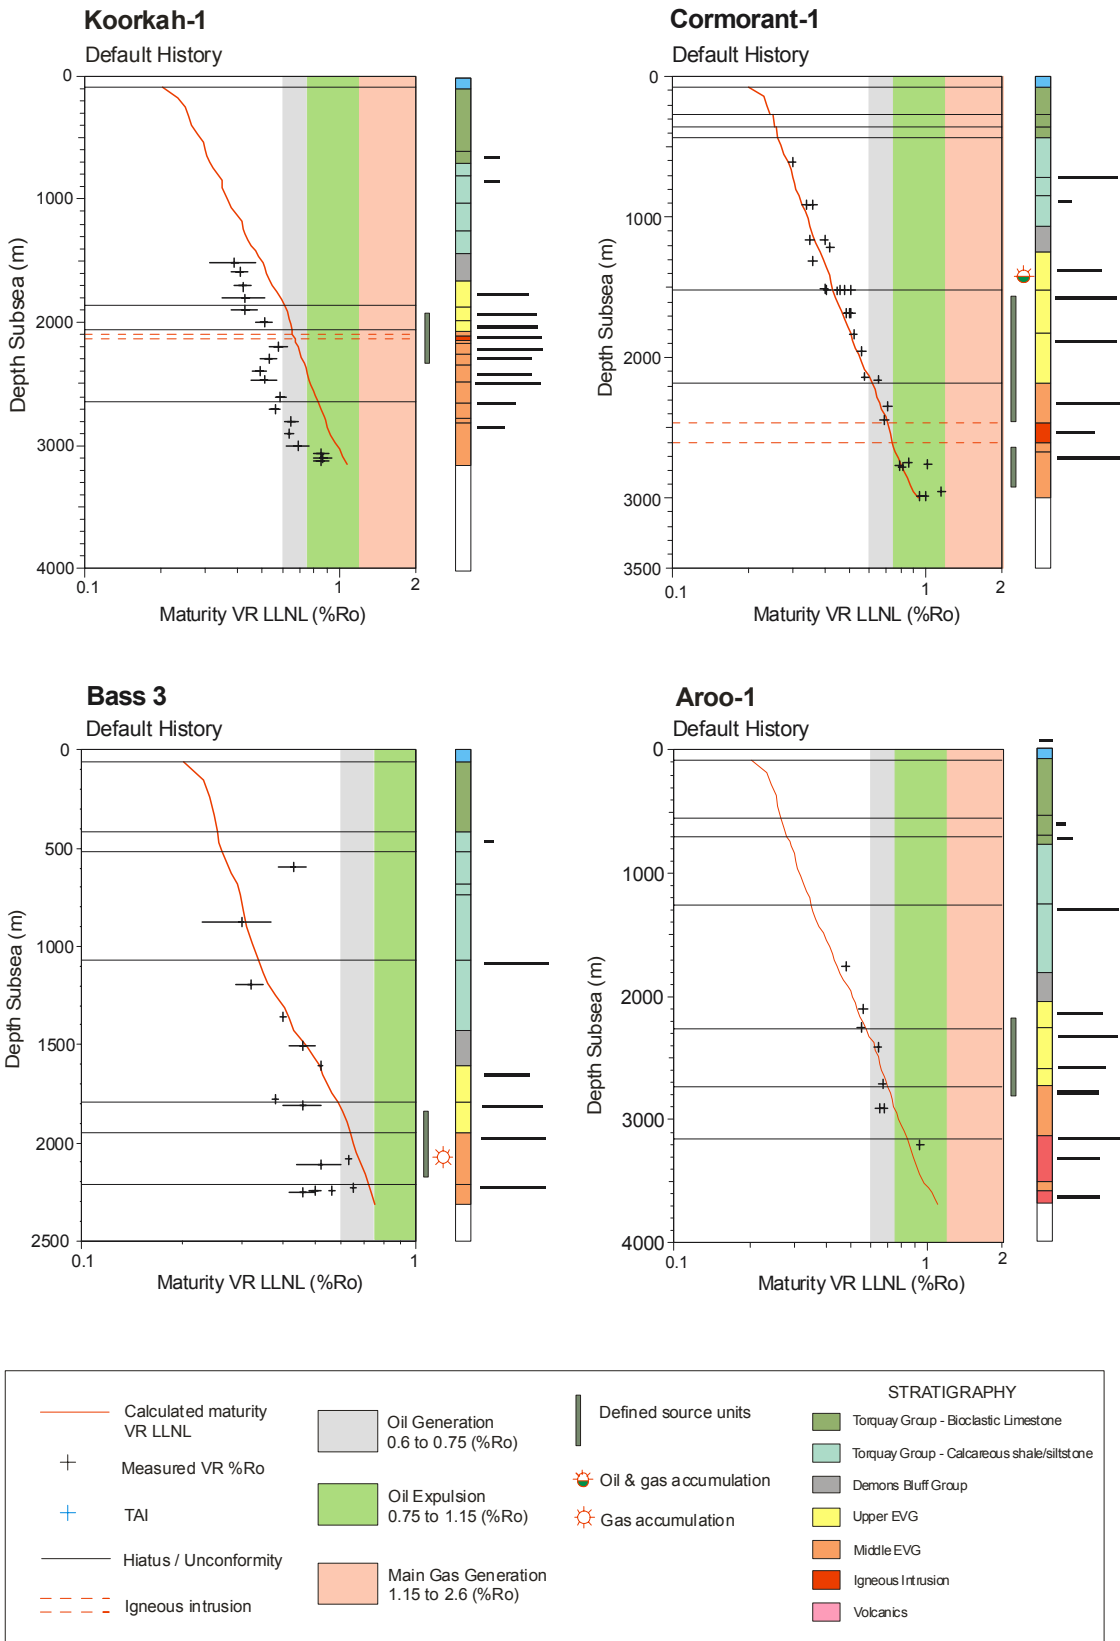 Koorkah-1
Default History
0
1000
2000
3000
4000
Depth Subsea (m)
0.1
1
2
Maturity VR LLNL (%Ro)
Cormorant-1
Default History
0
1000
2000
3000
3500
Depth Subsea (m)
0.1
1
2
Maturity VR LLNL (%Ro)
Bass 3
Default History
0
500
1000
1500
2000
2500
Depth Subsea (m)
0.1
1
Maturity VR LLNL (%Ro)
Aroo-1
Default History
0
1000
2000
3000
4000
Depth Subsea (m)
0.1
1
2
Maturity VR LLNL (%Ro)
Calculated maturity
VR LLNL
Measured VR %Ro
TAI
Hiatus / Unconformity
Igneous intrusion
Oil Generation
0.6 to 0.75 (%Ro)
Oil Expulsion
0.75 to 1.15 (%Ro)
Main Gas Generation
1.15 to 2.6 (%Ro)
Defined source units
Oil & gas accumulation
Gas accumulation
STRATIGRAPHY
Torquay Group - Bioclastic Limestone
Torquay Group - Calcareous shale/siltstone
Demons Bluff Group
Upper EVG
Middle EVG
Igneous Intrusion
Volcanics